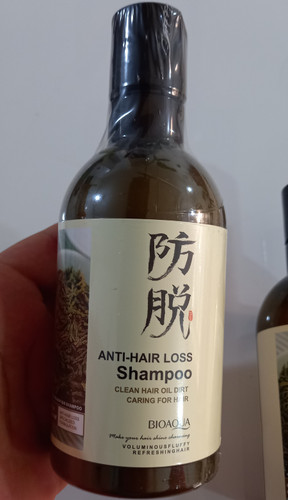 防
脱
ANTI-HAIR LOSS
Shampoo
CLEAN HAIR OIL DIRT
CARING FOR HAIR
BIOAQUA
Make your hair shine charming
VOLUMINOUSFLUFFY
REFRESHINGHAIR